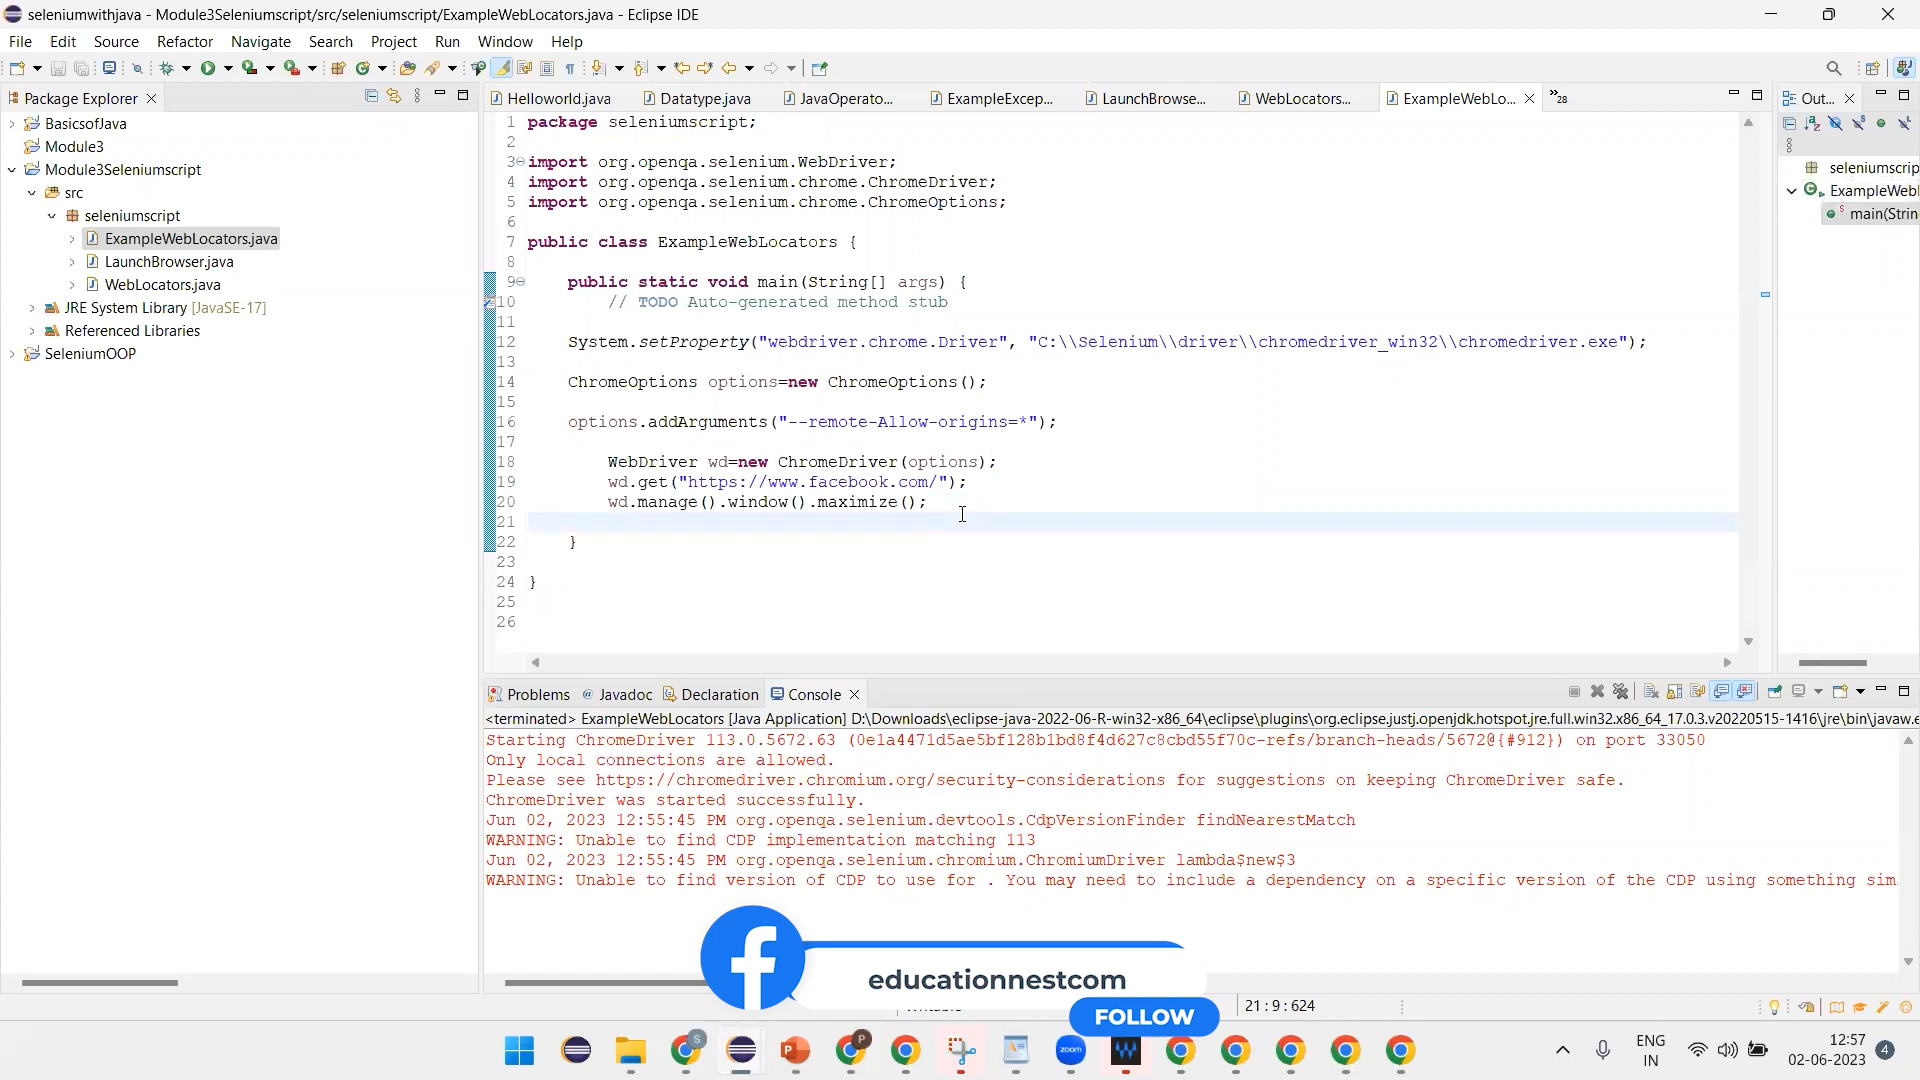 seleniumwithjava - Module3Seleniumscript/src/seleniumscript/ExampleWebLocators.java - Eclipse IDE
File Edit Source Refactor Navigate Search Project Run Window Help
Package Explorer
BasicsofJava
Module3
Module3Seleniumscript
src
seleniumscript
ExampleWebLocators.java
LaunchBrowser.java
WebLocators.java
JRE System Library [JavaSE-17]
Referenced Libraries
SeleniumOOP
Helloworld.java Datatype.java JavaOperato... ExampleExcep... LaunchBrowse... WebLocators... ExampleWebLo... »28
1 package seleniumscript;
2
3 import org.openqa.selenium.WebDriver;
4 import org.openqa.selenium.chrome.ChromeDriver;
5 import org.openqa.selenium.chrome.ChromeOptions;
6
7 public class ExampleWebLocators {
8
9 public static void main(String[] args) {
10 // TODO Auto-generated method stub
11
12 System.setProperty("webdriver.chrome.Driver", "C:\\Selenium\\driver\\chromedriver_win32\\chromedriver.exe");
13
14 ChromeOptions options=new ChromeOptions();
15
16 options.addArguments("--remote-Allow-origins=*");
17
18 WebDriver wd=new ChromeDriver(options);
19 wd.get("https://www.facebook.com/");
20 wd.manage().window().maximize();
21
22 }
23
24 }
25
26
Out...
seleniumscrip
ExampleWebl
main(Strin
Problems Javadoc Declaration Console
<terminated> ExampleWebLocators [Java Application] D:\Downloads\eclipse-java-2022-06-R-win32-x86_64\eclipse\plugins\org.eclipse.justj.openjdk.hotspot.jre.full.win32.x86_64_17.0.3.v20220515-1416\jre\bin\javaw.e
Starting ChromeDriver 113.0.5672.63 (0e1a4471d5ae5bf128b1bd8f4d627c8cbd55f70c-refs/branch-heads/5672@{#912}) on port 33050
Only local connections are allowed.
Please see https://chromedriver.chromium.org/security-considerations for suggestions on keeping ChromeDriver safe.
ChromeDriver was started successfully.
Jun 02, 2023 12:55:45 PM org.openqa.selenium.devtools.CdpVersionFinder findNearestMatch
WARNING: Unable to find CDP implementation matching 113
Jun 02, 2023 12:55:45 PM org.openqa.selenium.chromium.ChromiumDriver lambda$new$3
WARNING: Unable to find version of CDP to use for . You may need to include a dependency on a specific version of the CDP using something sim
educationnestcom
FOLLOW
21 : 9 : 624
zoom
ENG
IN
12:57
02-06-2023
4